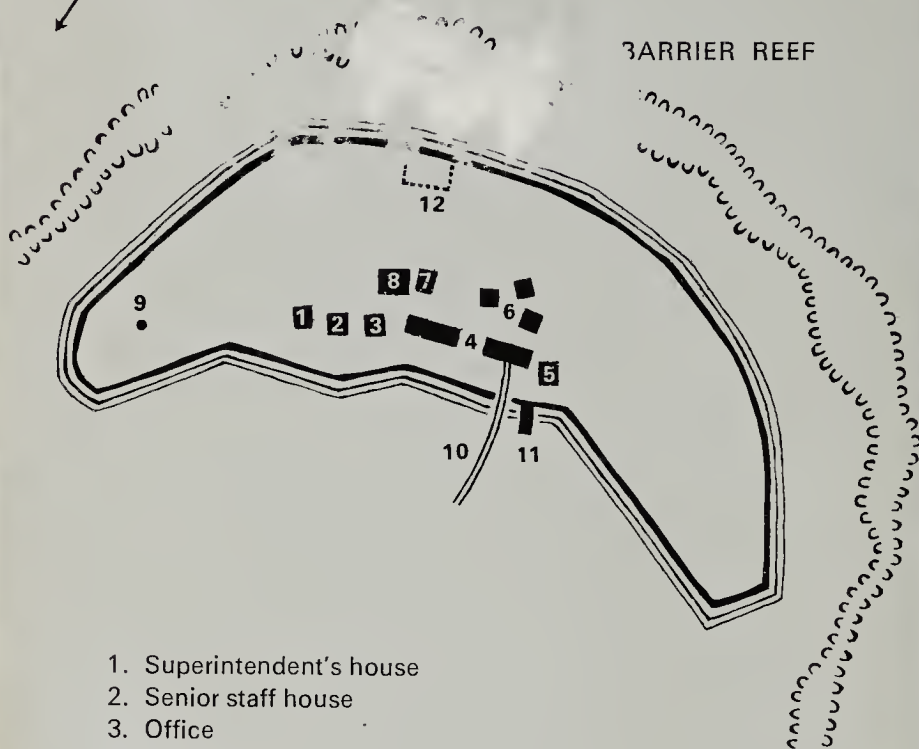 BARRIER REEF
12
8 7
9
6
1 2 3
4
5
10
11
1. Superintendent's house
2. Senior staff house
3. Office